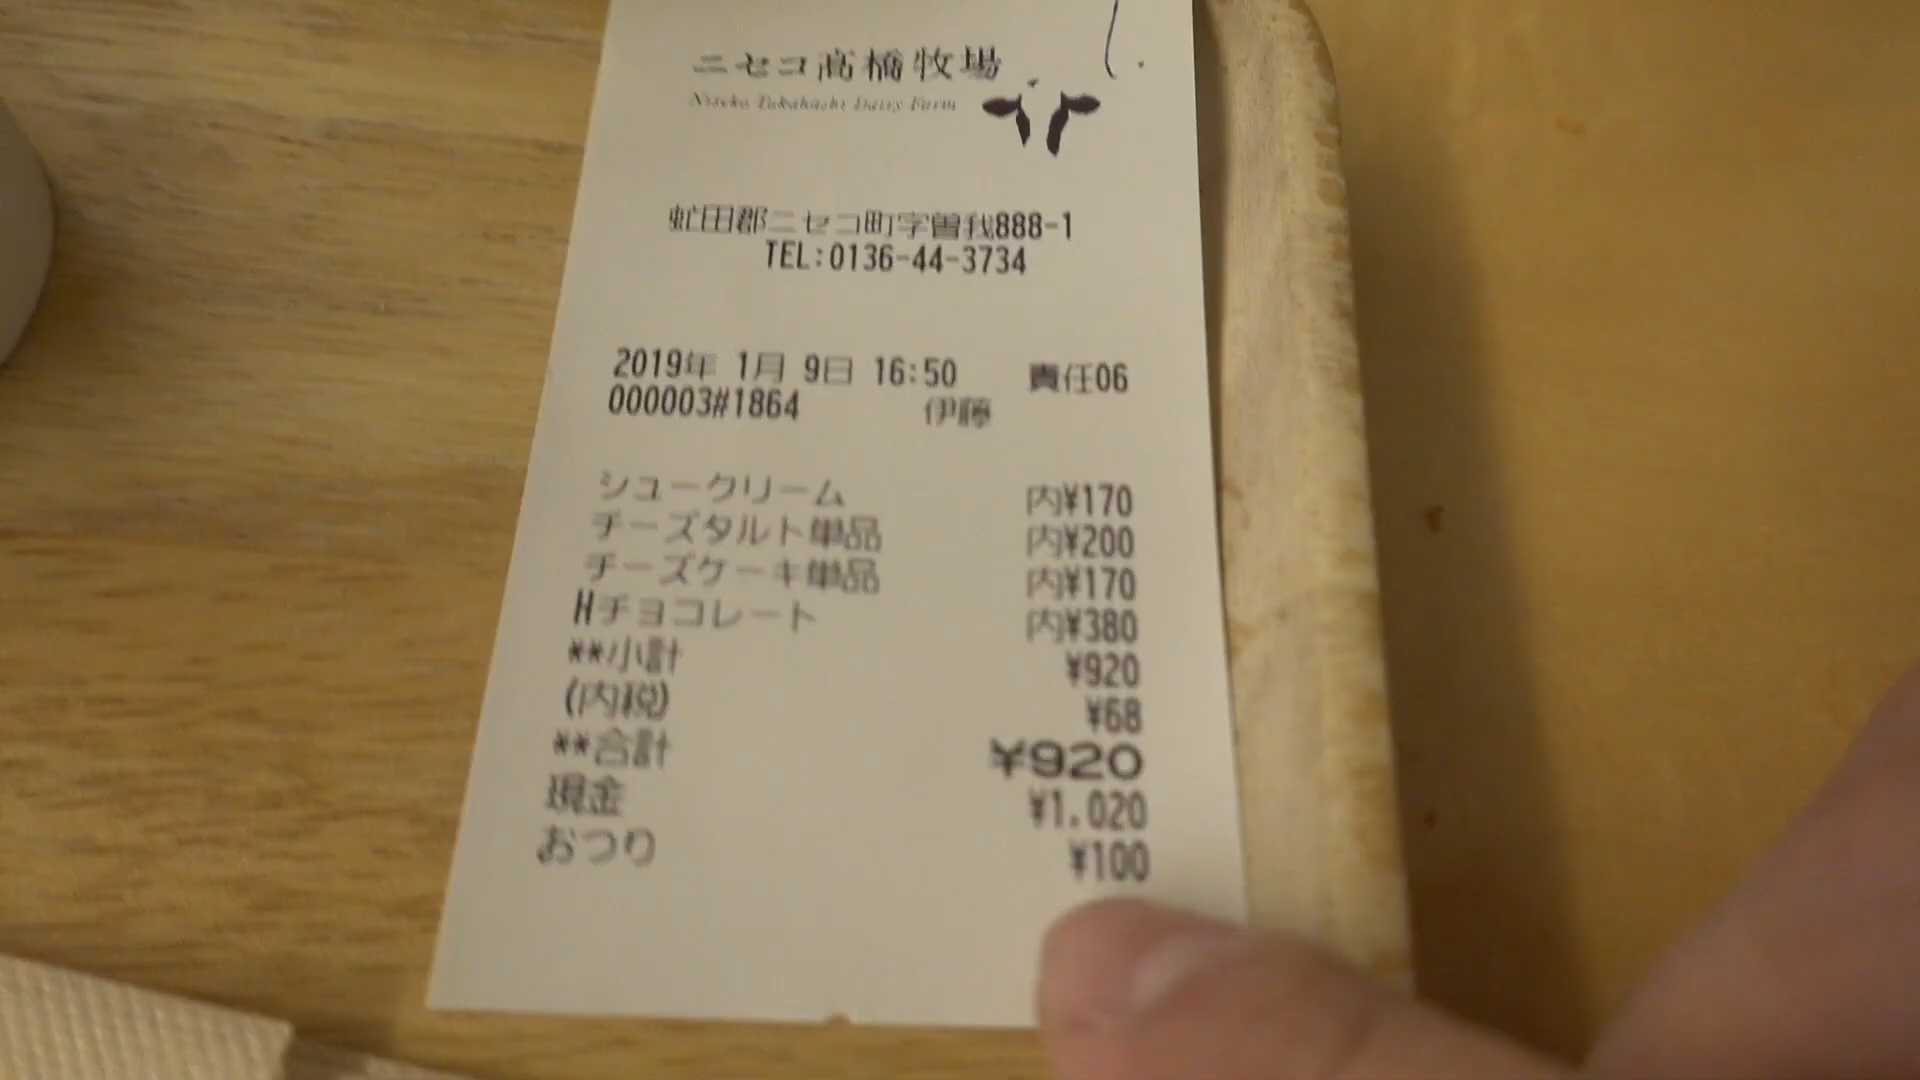 ニセコ髙橋牧場
Niseko Takahashi Dairy Farm
虻田郡ニセコ町字曽我888-1
TEL:0136-44-3734
2019年 1月 9日 16:50 責任06
000003#1864 伊藤
シュークリーム 内¥170
チーズタルト単品 内¥200
チーズケーキ単品 内¥170
Hチョコレート 内¥380
**小計 ¥920
(内税) ¥68
**合計 ¥920
現金 ¥1.020
おつり ¥100